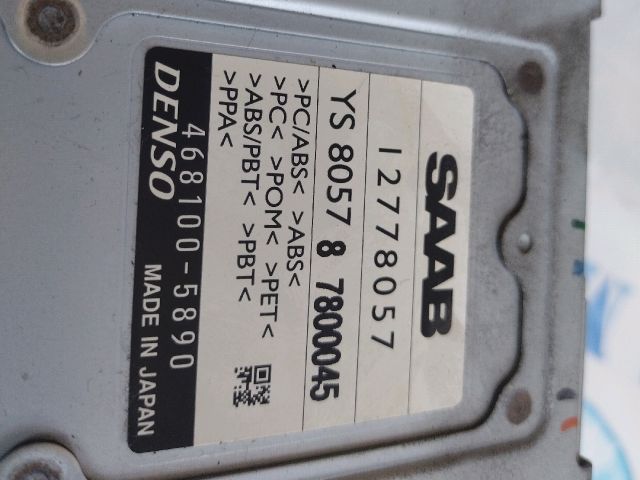 SAAB
12778057
YS 8057 8 7800045
>PC/ABS< >ABS<
>PC< >POM< >PET<
>ABS/PBT< >PBT<
>PPA<
468100-5890
DENSO MADE IN JAPAN